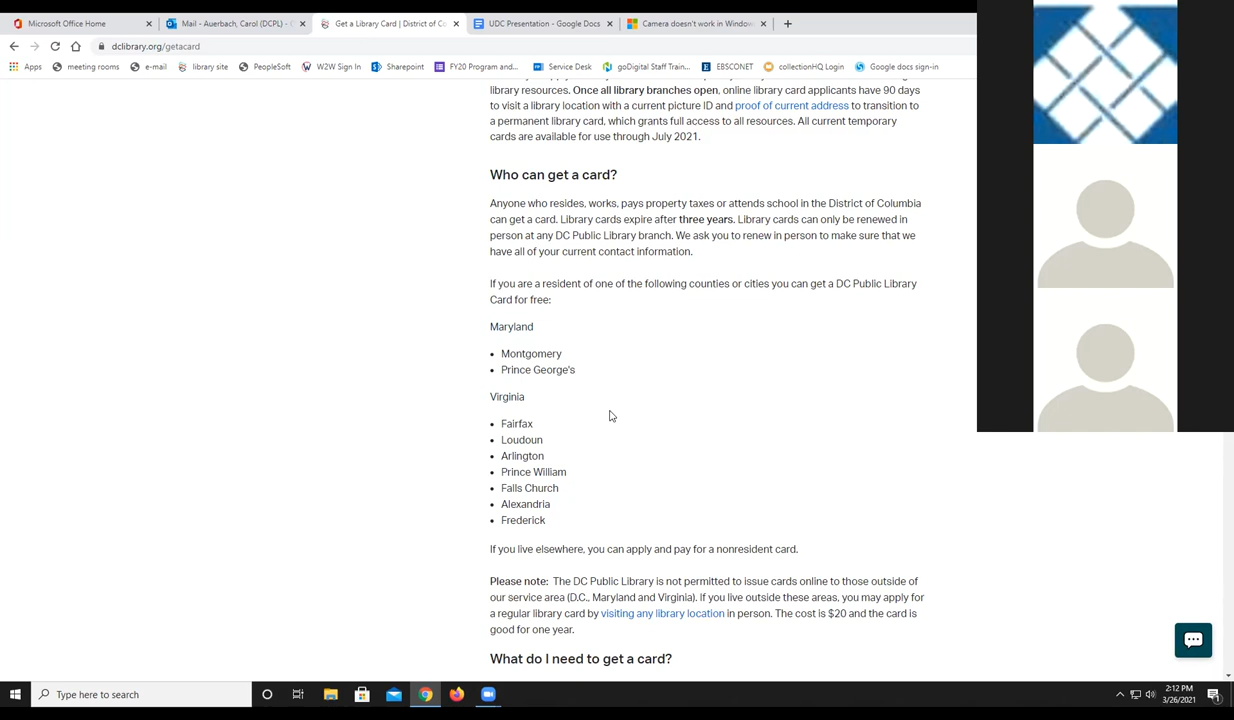 Microsoft Office Home
Mail - Auerbach, Carol (DCPL) -
Get a Library Card | District of Co
UDC Presentation - Google Docs
Camera doesn't work in Window
dclibrary.org/getacard
Apps meeting rooms e-mail library site PeopleSoft W2W Sign In Sharepoint FY20 Program and... Service Desk goDigital Staff Train... EBSCONET collectionHQ Login Google docs sign-in
library resources. Once all library branches open, online library card applicants have 90 days
to visit a library location with a current picture ID and proof of current address to transition to
a permanent library card, which grants full access to all resources. All current temporary
cards are available for use through July 2021.
Who can get a card?
Anyone who resides, works, pays property taxes or attends school in the District of Columbia
can get a card. Library cards expire after three years. Library cards can only be renewed in
person at any DC Public Library branch. We ask you to renew in person to make sure that we
have all of your current contact information.
If you are a resident of one of the following counties or cities you can get a DC Public Library
Card for free:
Maryland
• Montgomery
• Prince George's
Virginia
• Fairfax
• Loudoun
• Arlington
• Prince William
• Falls Church
• Alexandria
• Frederick
If you live elsewhere, you can apply and pay for a nonresident card.
Please note: The DC Public Library is not permitted to issue cards online to those outside of
our service area (D.C., Maryland and Virginia). If you live outside these areas, you may apply for
a regular library card by visiting any library location in person. The cost is $20 and the card is
good for one year.
What do I need to get a card?
Type here to search
2:12 PM
3/26/2021